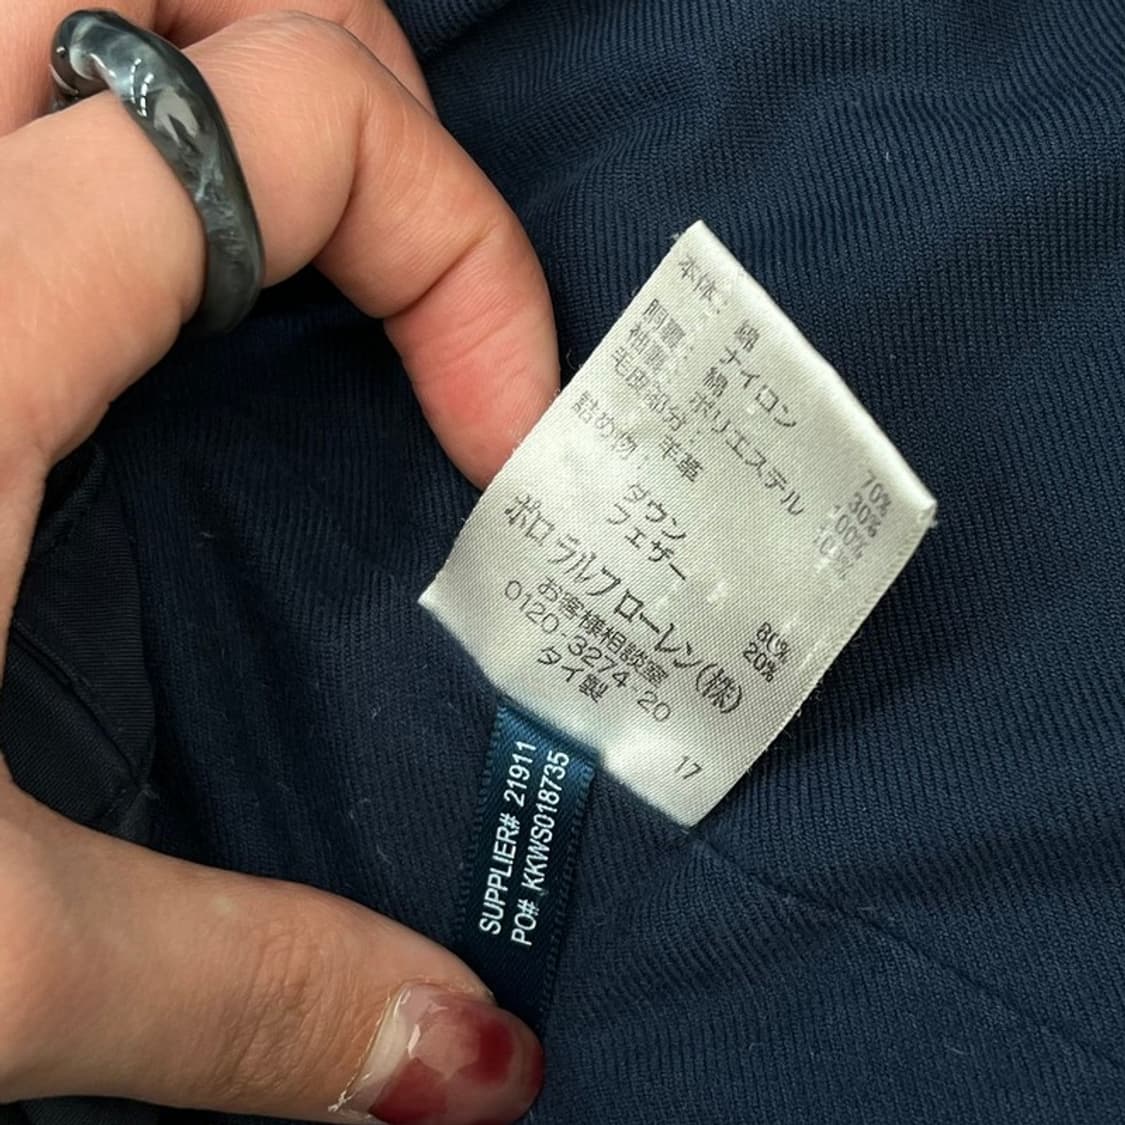 本体: 綿 70%
ナイロン 30%
胴裏: 綿 100%
袖裏: ポリエステル 100%
毛皮部分: 羊革
詰め物:
ダウン 80%
フェザー 20%
ポロ ラルフ ローレン(株)
お客様相談室
0120-3274-20
タイ製
17
SUPPLIER# 21911
PO# KKWS018735